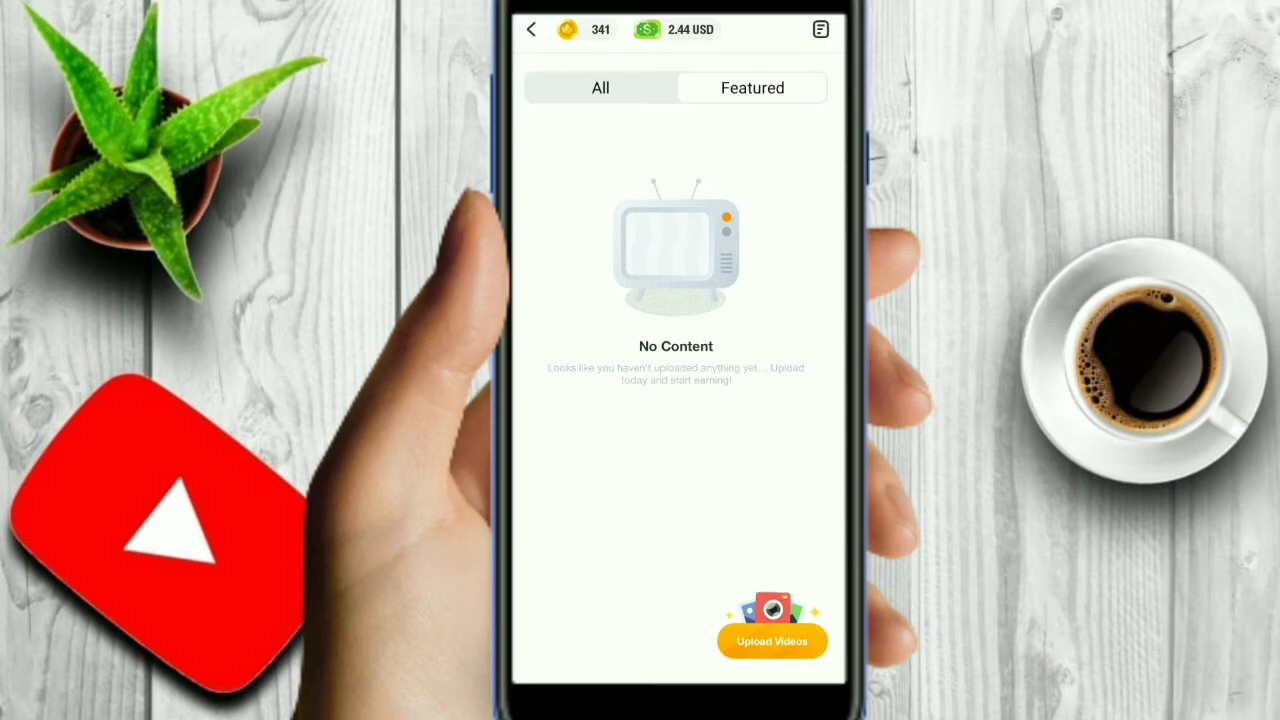 341
2.44 USD
All
Featured
No Content
Looks like you haven't uploaded anything yet... Upload
today and start earning!
Upload Videos